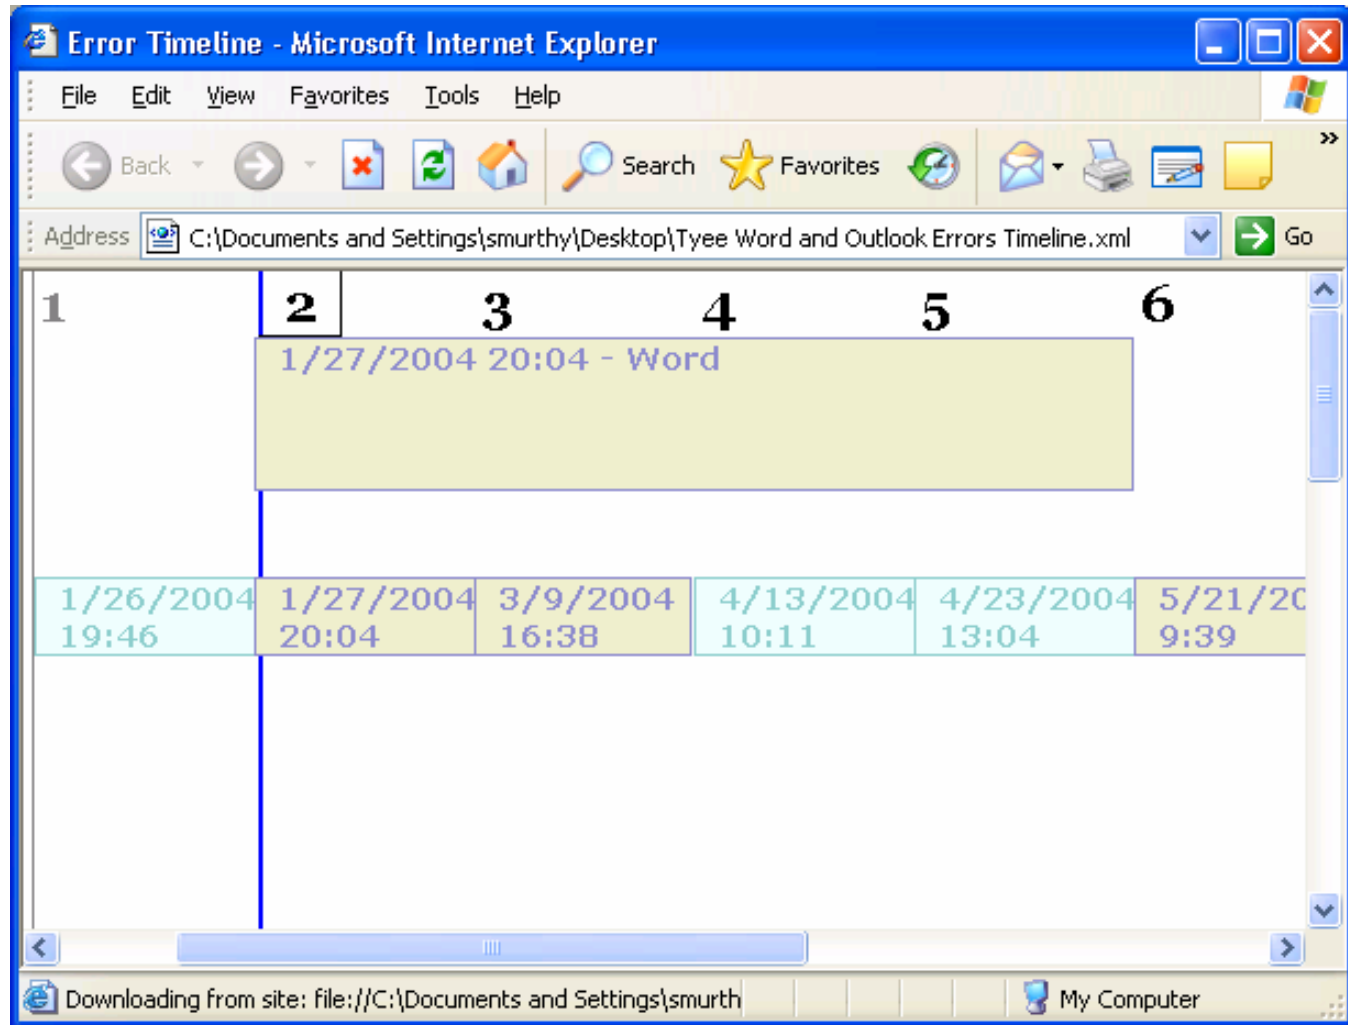 Error Timeline - Microsoft Internet Explorer
File Edit View Favorites Tools Help
Back Search Favorites »
Address C:\Documents and Settings\smurthy\Desktop\Tyee Word and Outlook Errors Timeline.xml Go
1 2 3 4 5 6
1/27/2004 20:04 - Word
1/26/2004 1/27/2004 3/9/2004 4/13/2004 4/23/2004 5/21/20
19:46 20:04 16:38 10:11 13:04 9:39
Downloading from site: file://C:\Documents and Settings\smurth My Computer